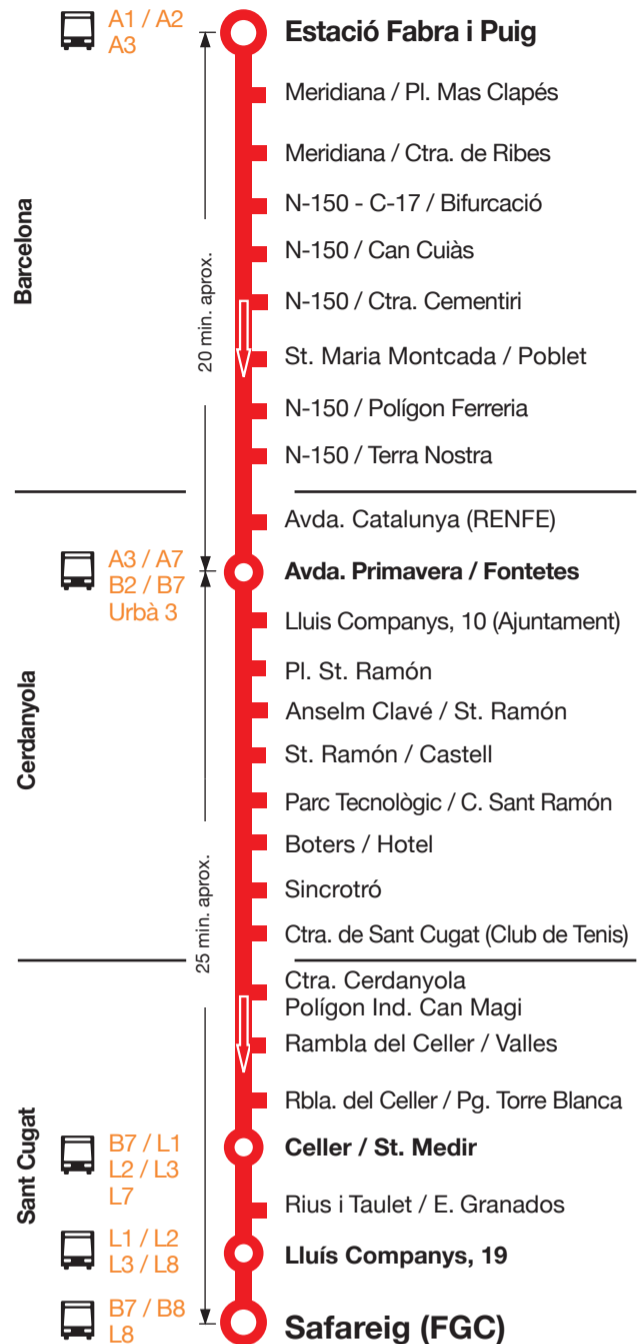 A1 / A2
A3
Estació Fabra i Puig
Meridiana / Pl. Mas Clapés
Meridiana / Ctra. de Ribes
N-150 - C-17 / Bifurcació
N-150 / Can Cuiàs
N-150 / Ctra. Cementiri
St. Maria Montcada / Poblet
N-150 / Polígon Ferreria
N-150 / Terra Nostra
Barcelona
20 min. aprox.
Avda. Catalunya (RENFE)
A3 / A7
B2 / B7
Urbà 3
Avda. Primavera / Fontetes
Lluis Companys, 10 (Ajuntament)
Pl. St. Ramón
Anselm Clavé / St. Ramón
St. Ramón / Castell
Parc Tecnològic / C. Sant Ramón
Boters / Hotel
Sincrotró
Ctra. de Sant Cugat (Club de Tenis)
Cerdanyola
25 min. aprox.
Ctra. Cerdanyola
Polígon Ind. Can Magi
Rambla del Celler / Valles
Rbla. del Celler / Pg. Torre Blanca
B7 / L1
L2 / L3
L7
Celler / St. Medir
Rius i Taulet / E. Granados
L1 / L2
L3 / L8
Lluís Companys, 19
B7 / B8
L8
Safareig (FGC)
Sant Cugat